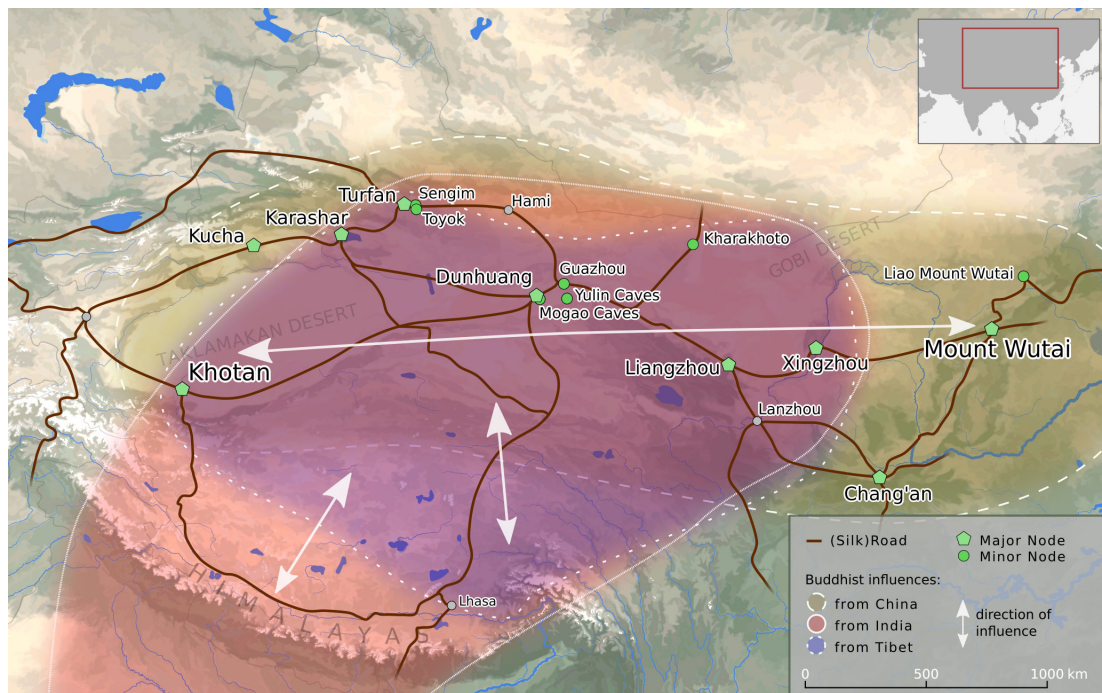 Turfan
Sengim
Toyok
Hami
Karashar
Kucha
Kharakhoto
GOBI DESERT
Guazhou
Liao Mount Wutai
Dunhuang
Yulin Caves
Mogao Caves
TAKLAMAKAN DESERT
Mount Wutai
Khotan
Liangzhou
Xingzhou
Lanzhou
Chang'an
HIMALAYAS
Lhasa
(Silk)Road
Major Node
Minor Node
Buddhist influences:
from China
from India
from Tibet
direction of
influence
0 500 1000 km